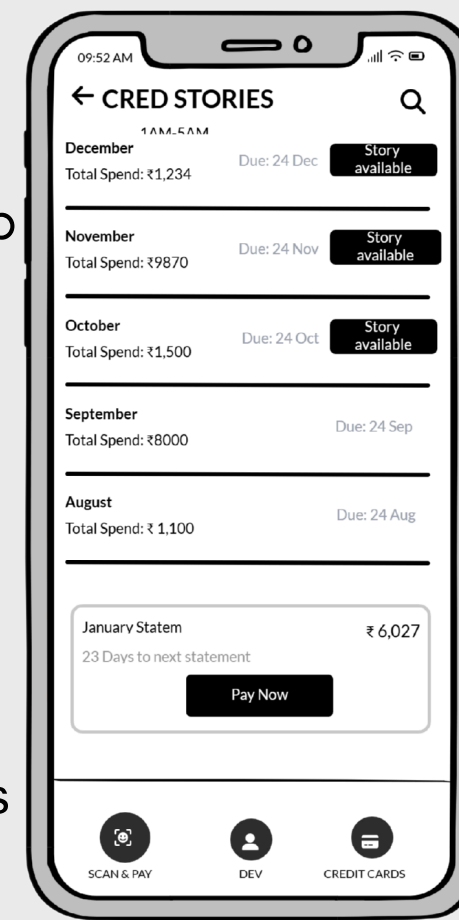 09:52 AM
CRED STORIES
1AM-5AM
December
Total Spend: ₹1,234
Due: 24 Dec
Story
available
November
Total Spend: ₹9870
Due: 24 Nov
Story
available
October
Total Spend: ₹1,500
Due: 24 Oct
Story
available
September
Total Spend: ₹8000
Due: 24 Sep
August
Total Spend: ₹ 1,100
Due: 24 Aug
January Statem
₹ 6,027
23 Days to next statement
Pay Now
SCAN & PAY
DEV
CREDIT CARDS